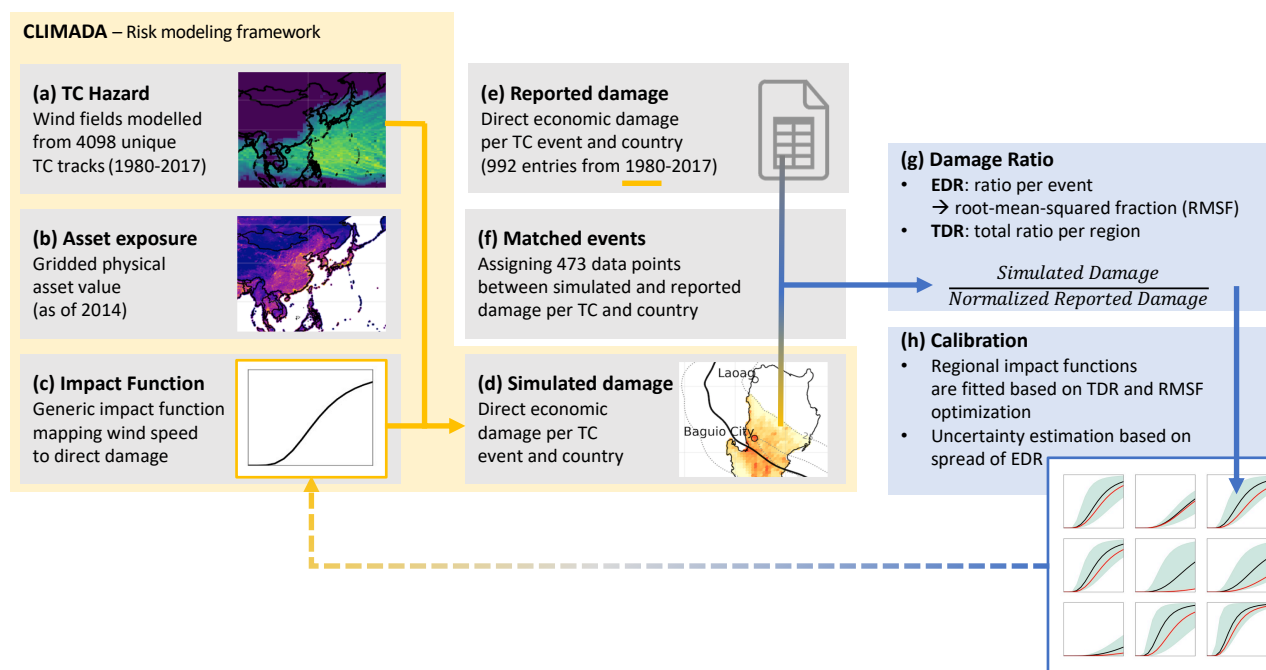 CLIMADA – Risk modeling framework
(a) TC Hazard
Wind fields modelled
from 4098 unique
TC tracks (1980-2017)
(b) Asset exposure
Gridded physical
asset value
(as of 2014)
(c) Impact Function
Generic impact function
mapping wind speed
to direct damage
(d) Simulated damage
Direct economic
damage per TC
event and country
Laoag
Baguio City
(e) Reported damage
Direct economic damage
per TC event and country
(992 entries from 1980-2017)
(f) Matched events
Assigning 473 data points
between simulated and reported
damage per TC and country
(g) Damage Ratio
• EDR: ratio per event
→ root-mean-squared fraction (RMSF)
• TDR: total ratio per region
Simulated Damage
Normalized Reported Damage
(h) Calibration
• Regional impact functions
are fitted based on TDR and RMSF
optimization
• Uncertainty estimation based on
spread of EDR